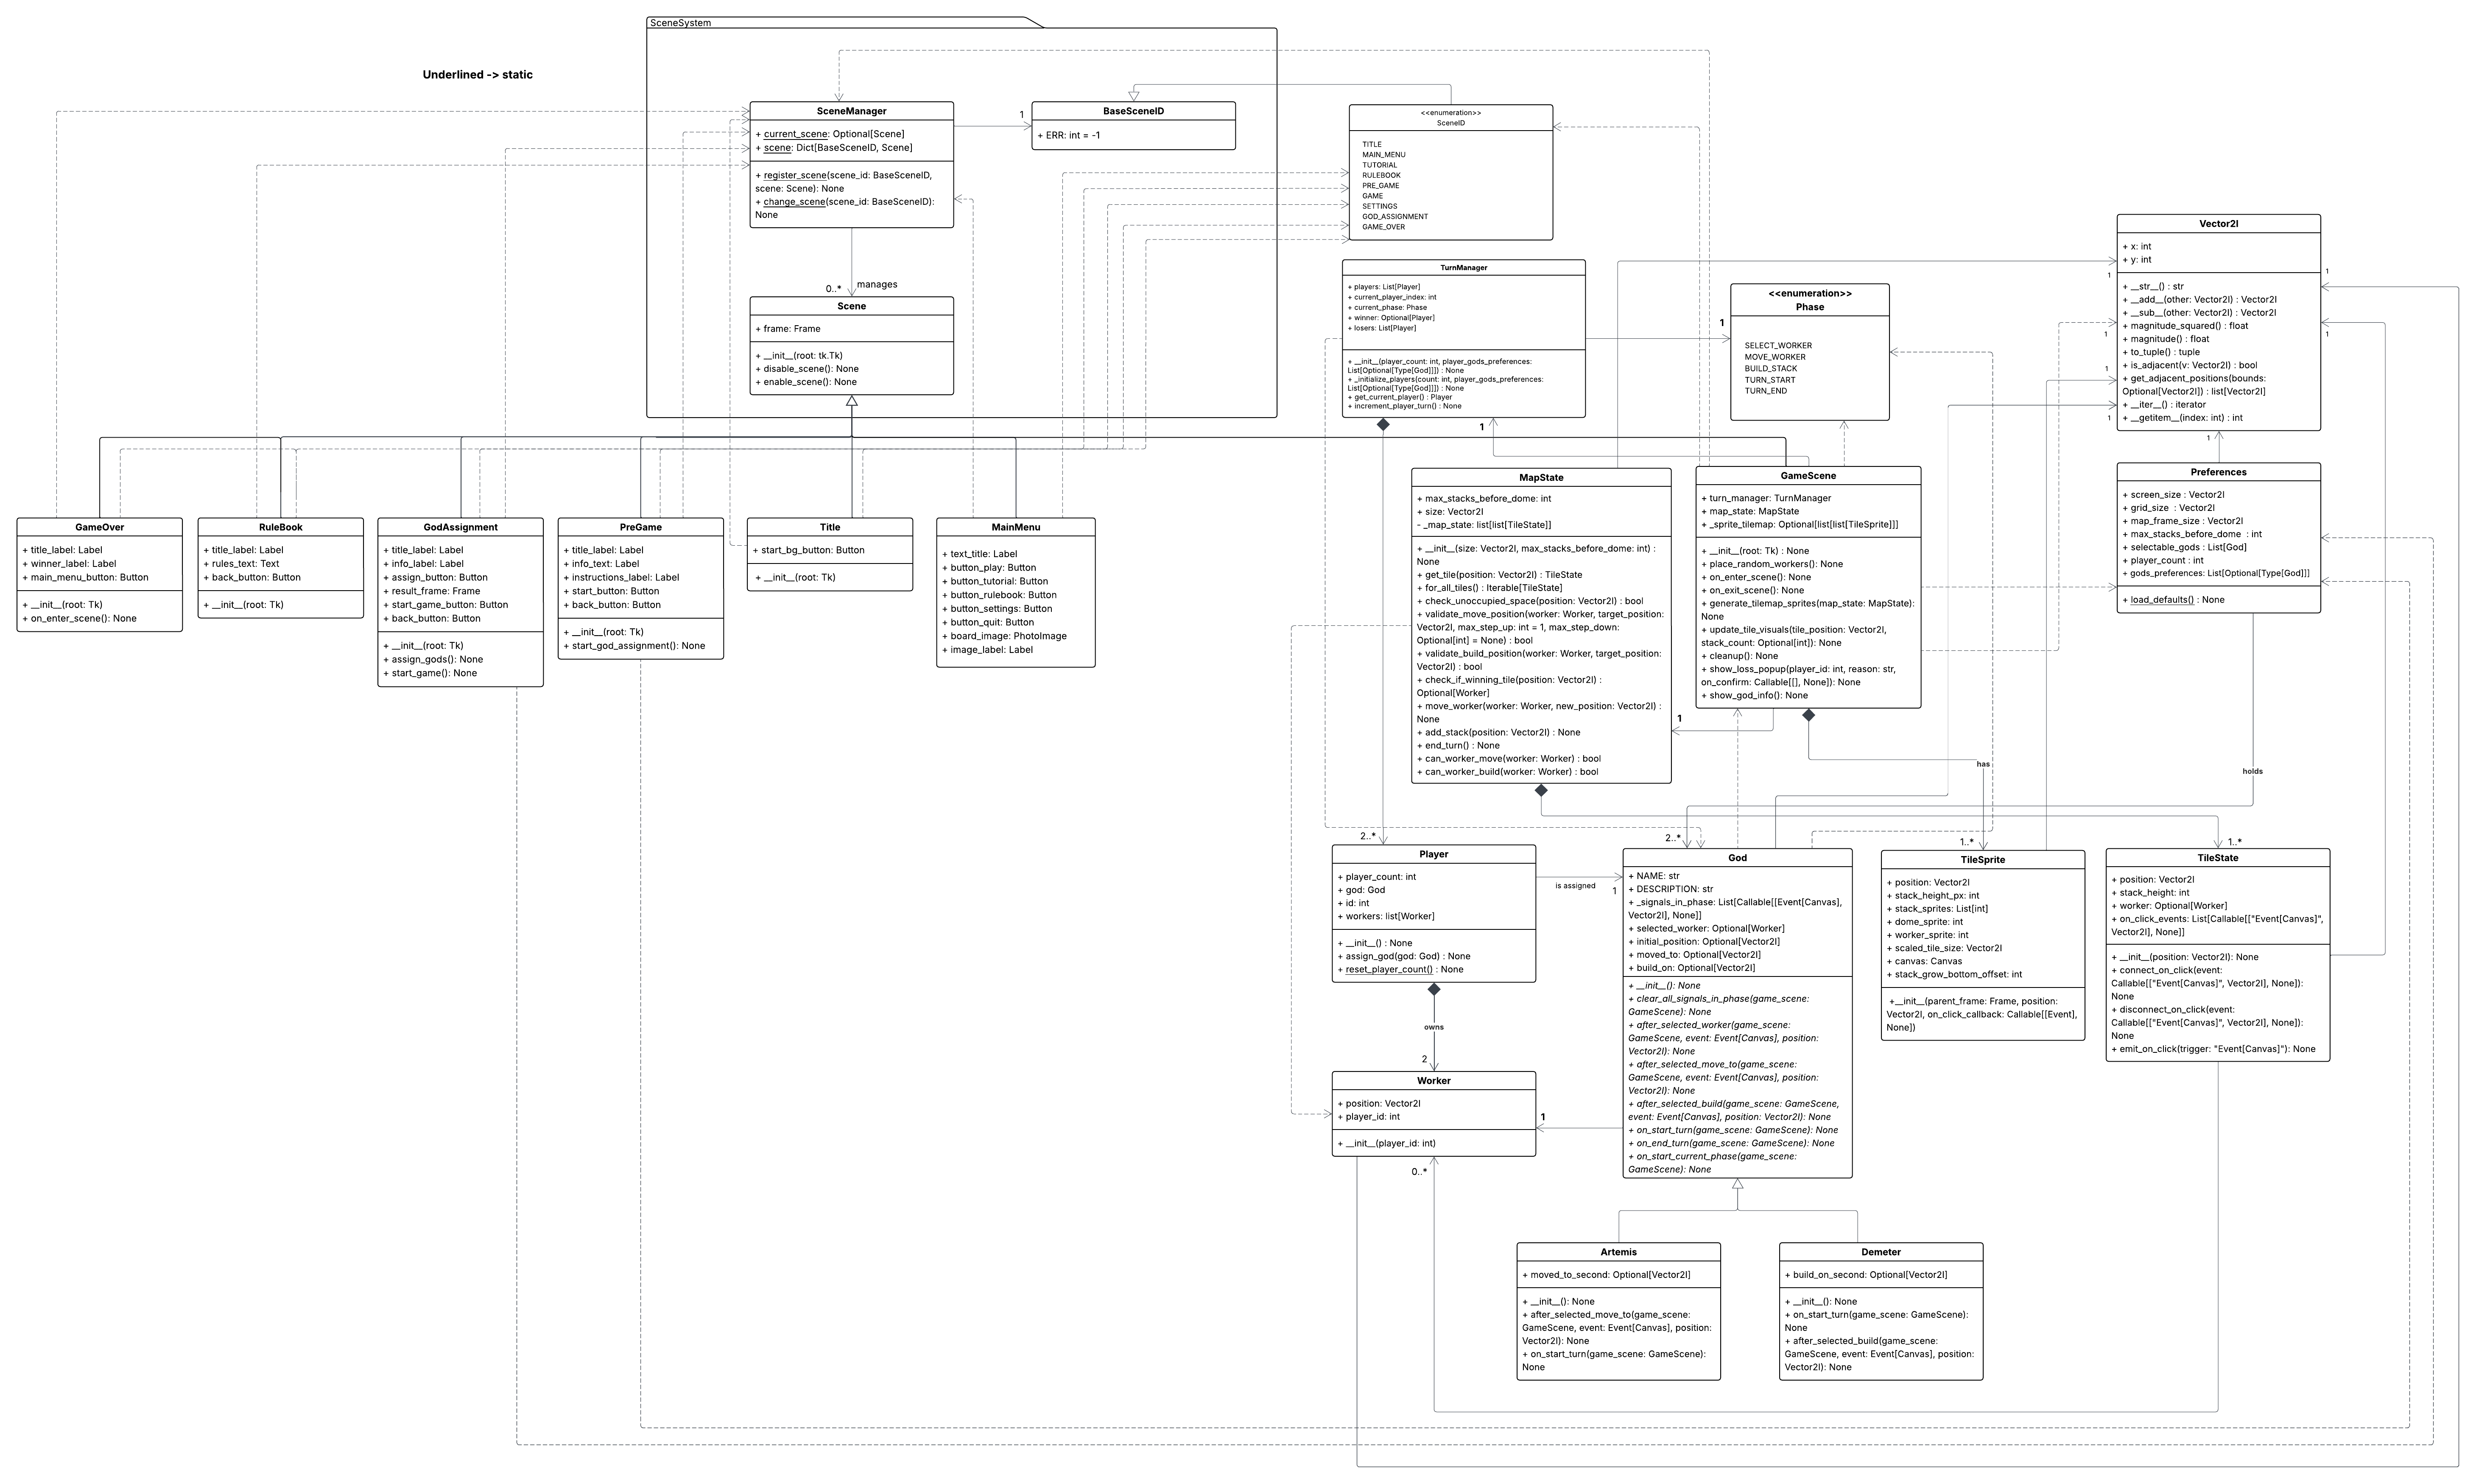 SceneSystem
Underlined -> static
SceneManager
+ current_scene: Optional[Scene]
+ scene: Dict[BaseSceneID, Scene]
+ register_scene(scene_id: BaseSceneID,
scene: Scene): None
+ change_scene(scene_id: BaseSceneID):
None
1
BaseSceneID
+ ERR: int = -1
0..*
manages
Scene
+ frame: Frame
+ __init__(root: tk.Tk)
+ disable_scene(): None
+ enable_scene(): None
<<enumeration>>
SceneID
TITLE
MAIN_MENU
TUTORIAL
RULEBOOK
PRE_GAME
GAME
SETTINGS
GOD_ASSIGNMENT
GAME_OVER
TurnManager
+ players: List[Player]
+ current_player_index: int
+ current_phase: Phase
+ winner: Optional[Player]
+ losers: List[Player]
+ __init__(player_count: int, player_gods_preferences:
List[Optional[Type[God]]]) : None
+ _initialize_players(count: int, player_gods_preferences:
List[Optional[Type[God]]]) : None
+ get_current_player() : Player
+ increment_player_turn() : None
1
<<enumeration>>
Phase
SELECT_WORKER
MOVE_WORKER
BUILD_STACK
TURN_START
TURN_END
Vector2I
+ x: int
+ y: int
+ __str__() : str
+ __add__(other: Vector2I) : Vector2I
+ __sub__(other: Vector2I) : Vector2I
+ magnitude_squared() : float
+ magnitude() : float
+ to_tuple() : tuple
+ is_adjacent(v: Vector2I) : bool
+ get_adjacent_positions(bounds:
Optional[Vector2I]) : list[Vector2I]
+ __iter__() : iterator
+ __getitem__(index: int) : int
1
1
1
1
1
1
1
Preferences
+ screen_size : Vector2I
+ grid_size : Vector2I
+ map_frame_size : Vector2I
+ max_stacks_before_dome : int
+ selectable_gods : List[God]
+ player_count : int
+ gods_preferences: List[Optional[Type[God]]]
+ load_defaults() : None
GameOver
+ title_label: Label
+ winner_label: Label
+ main_menu_button: Button
+ __init__(root: Tk)
+ on_enter_scene(): None
RuleBook
+ title_label: Label
+ rules_text: Text
+ back_button: Button
+ __init__(root: Tk)
GodAssignment
+ title_label: Label
+ info_label: Label
+ assign_button: Button
+ result_frame: Frame
+ start_game_button: Button
+ back_button: Button
+ __init__(root: Tk)
+ assign_gods(): None
+ start_game(): None
PreGame
+ title_label: Label
+ info_text: Label
+ instructions_label: Label
+ start_button: Button
+ back_button: Button
+ __init__(root: Tk)
+ start_god_assignment(): None
Title
+ start_bg_button: Button
+ __init__(root: Tk)
MainMenu
+ text_title: Label
+ button_play: Button
+ button_tutorial: Button
+ button_rulebook: Button
+ button_settings: Button
+ button_quit: Button
+ board_image: PhotoImage
+ image_label: Label
1
MapState
+ max_stacks_before_dome: int
+ size: Vector2I
- _map_state: list[list[TileState]]
+ __init__(size: Vector2I, max_stacks_before_dome: int) :
None
+ get_tile(position: Vector2I) : TileState
+ for_all_tiles() : Iterable[TileState]
+ check_unoccupied_space(position: Vector2I) : bool
+ validate_move_position(worker: Worker, target_position:
Vector2I, max_step_up: int = 1, max_step_down:
Optional[int] = None) : bool
+ validate_build_position(worker: Worker, target_position:
Vector2I) : bool
+ check_if_winning_tile(position: Vector2I) :
Optional[Worker]
+ move_worker(worker: Worker, new_position: Vector2I) :
None
+ add_stack(position: Vector2I) : None
+ end_turn() : None
+ can_worker_move(worker: Worker) : bool
+ can_worker_build(worker: Worker) : bool
GameScene
+ turn_manager: TurnManager
+ map_state: MapState
+ _sprite_tilemap: Optional[list[list[TileSprite]]]
+ __init__(root: Tk) : None
+ place_random_workers(): None
+ on_enter_scene(): None
+ on_exit_scene(): None
+ generate_tilemap_sprites(map_state: MapState):
None
+ update_tile_visuals(tile_position: Vector2I,
stack_count: Optional[int]): None
+ cleanup(): None
+ show_loss_popup(player_id: int, reason: str,
on_confirm: Callable[[], None]): None
+ show_god_info(): None
1
has
holds
2..*
2..*
1..*
1..*
Player
+ player_count: int
+ god: God
+ id: int
+ workers: list[Worker]
+ __init__() : None
+ assign_god(god: God) : None
+ reset_player_count() : None
is assigned
1
owns
2
Worker
+ position: Vector2I
+ player_id: int
+ __init__(player_id: int)
1
0..*
God
+ NAME: str
+ DESCRIPTION: str
+ _signals_in_phase: List[Callable[[Event[Canvas],
Vector2I], None]]
+ selected_worker: Optional[Worker]
+ initial_position: Optional[Vector2I]
+ moved_to: Optional[Vector2I]
+ build_on: Optional[Vector2I]
+ __init__(): None
+ clear_all_signals_in_phase(game_scene:
GameScene): None
+ after_selected_worker(game_scene:
GameScene, event: Event[Canvas], position:
Vector2I): None
+ after_selected_move_to(game_scene:
GameScene, event: Event[Canvas], position:
Vector2I): None
+ after_selected_build(game_scene: GameScene,
event: Event[Canvas], position: Vector2I): None
+ on_start_turn(game_scene: GameScene): None
+ on_end_turn(game_scene: GameScene): None
+ on_start_current_phase(game_scene:
GameScene): None
TileSprite
+ position: Vector2I
+ stack_height_px: int
+ stack_sprites: List[int]
+ dome_sprite: int
+ worker_sprite: int
+ scaled_tile_size: Vector2I
+ canvas: Canvas
+ stack_grow_bottom_offset: int
+__init__(parent_frame: Frame, position:
Vector2I, on_click_callback: Callable[[Event],
None])
TileState
+ position: Vector2I
+ stack_height: int
+ worker: Optional[Worker]
+ on_click_events: List[Callable[["Event[Canvas]",
Vector2I], None]]
+ __init__(position: Vector2I): None
+ connect_on_click(event:
Callable[["Event[Canvas]", Vector2I], None]):
None
+ disconnect_on_click(event:
Callable[["Event[Canvas]", Vector2I], None]):
None
+ emit_on_click(trigger: "Event[Canvas]"): None
Artemis
+ moved_to_second: Optional[Vector2I]
+ __init__(): None
+ after_selected_move_to(game_scene:
GameScene, event: Event[Canvas], position:
Vector2I): None
+ on_start_turn(game_scene: GameScene):
None
Demeter
+ build_on_second: Optional[Vector2I]
+ __init__(): None
+ on_start_turn(game_scene: GameScene):
None
+ after_selected_build(game_scene:
GameScene, event: Event[Canvas], position:
Vector2I): None